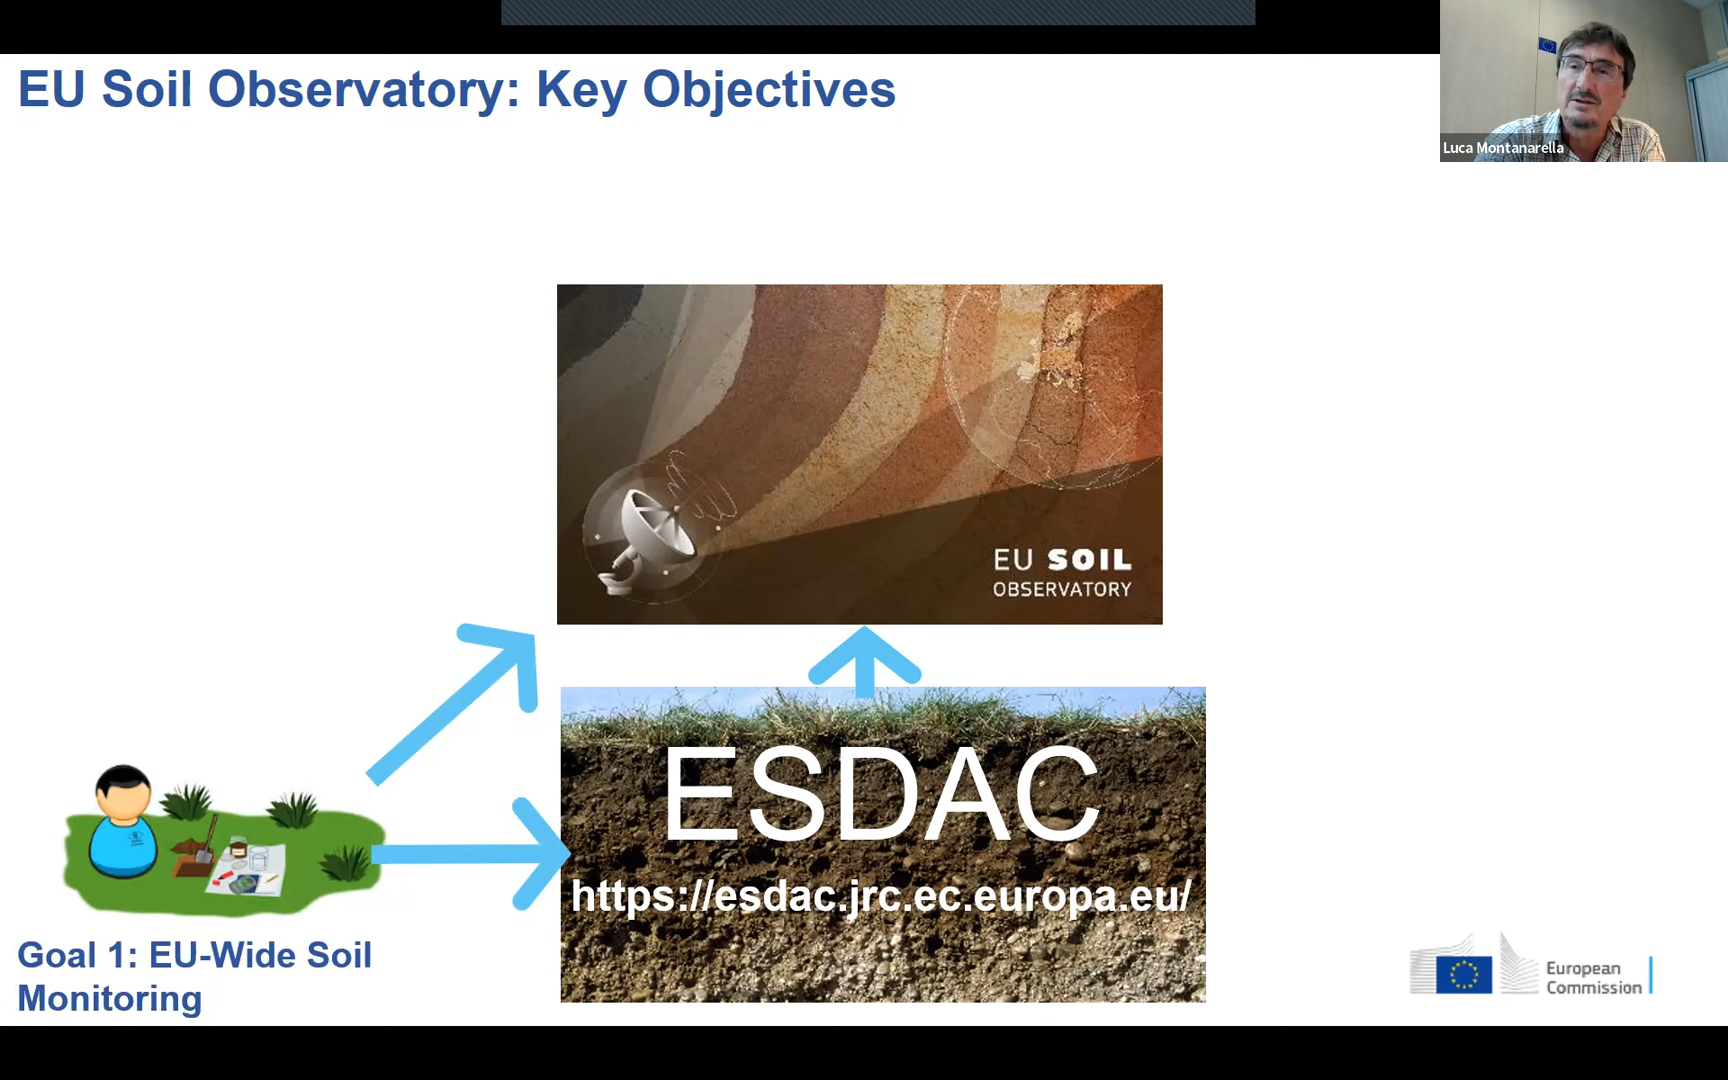 EU Soil Observatory: Key Objectives
Luca Montanarella
EU SOIL
OBSERVATORY
ESDAC
https://esdac.jrc.ec.europa.eu/
Goal 1: EU-Wide Soil
Monitoring
European
Commission